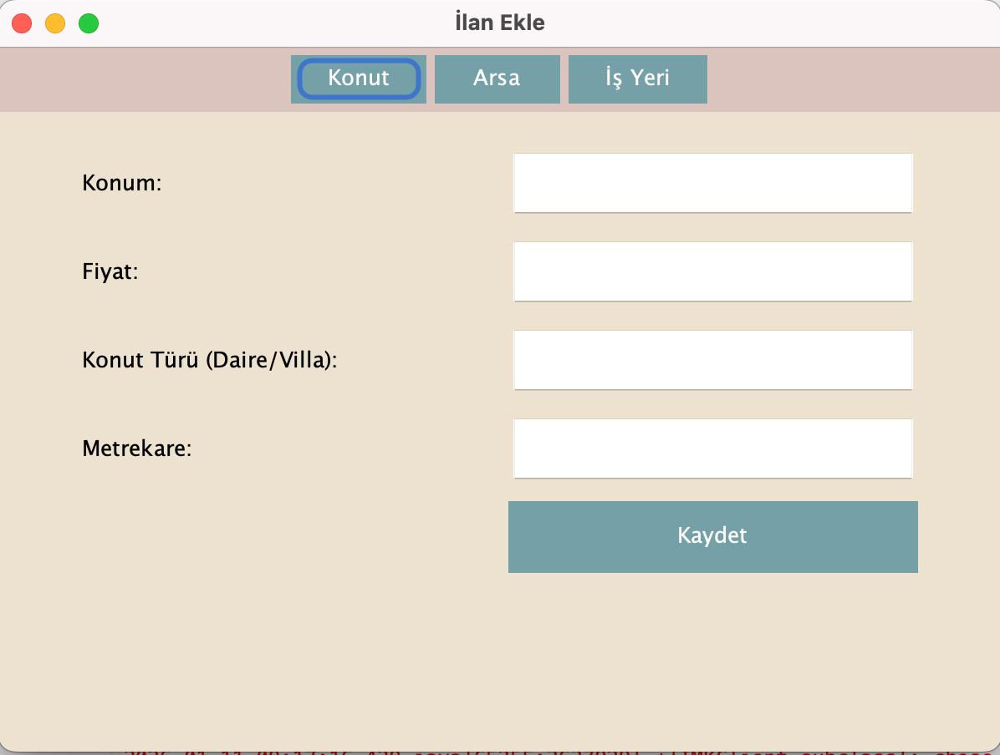 İlan Ekle
Konut
Arsa
İş Yeri
Konum:
Fiyat:
Konut Türü (Daire/Villa):
Metrekare:
Kaydet